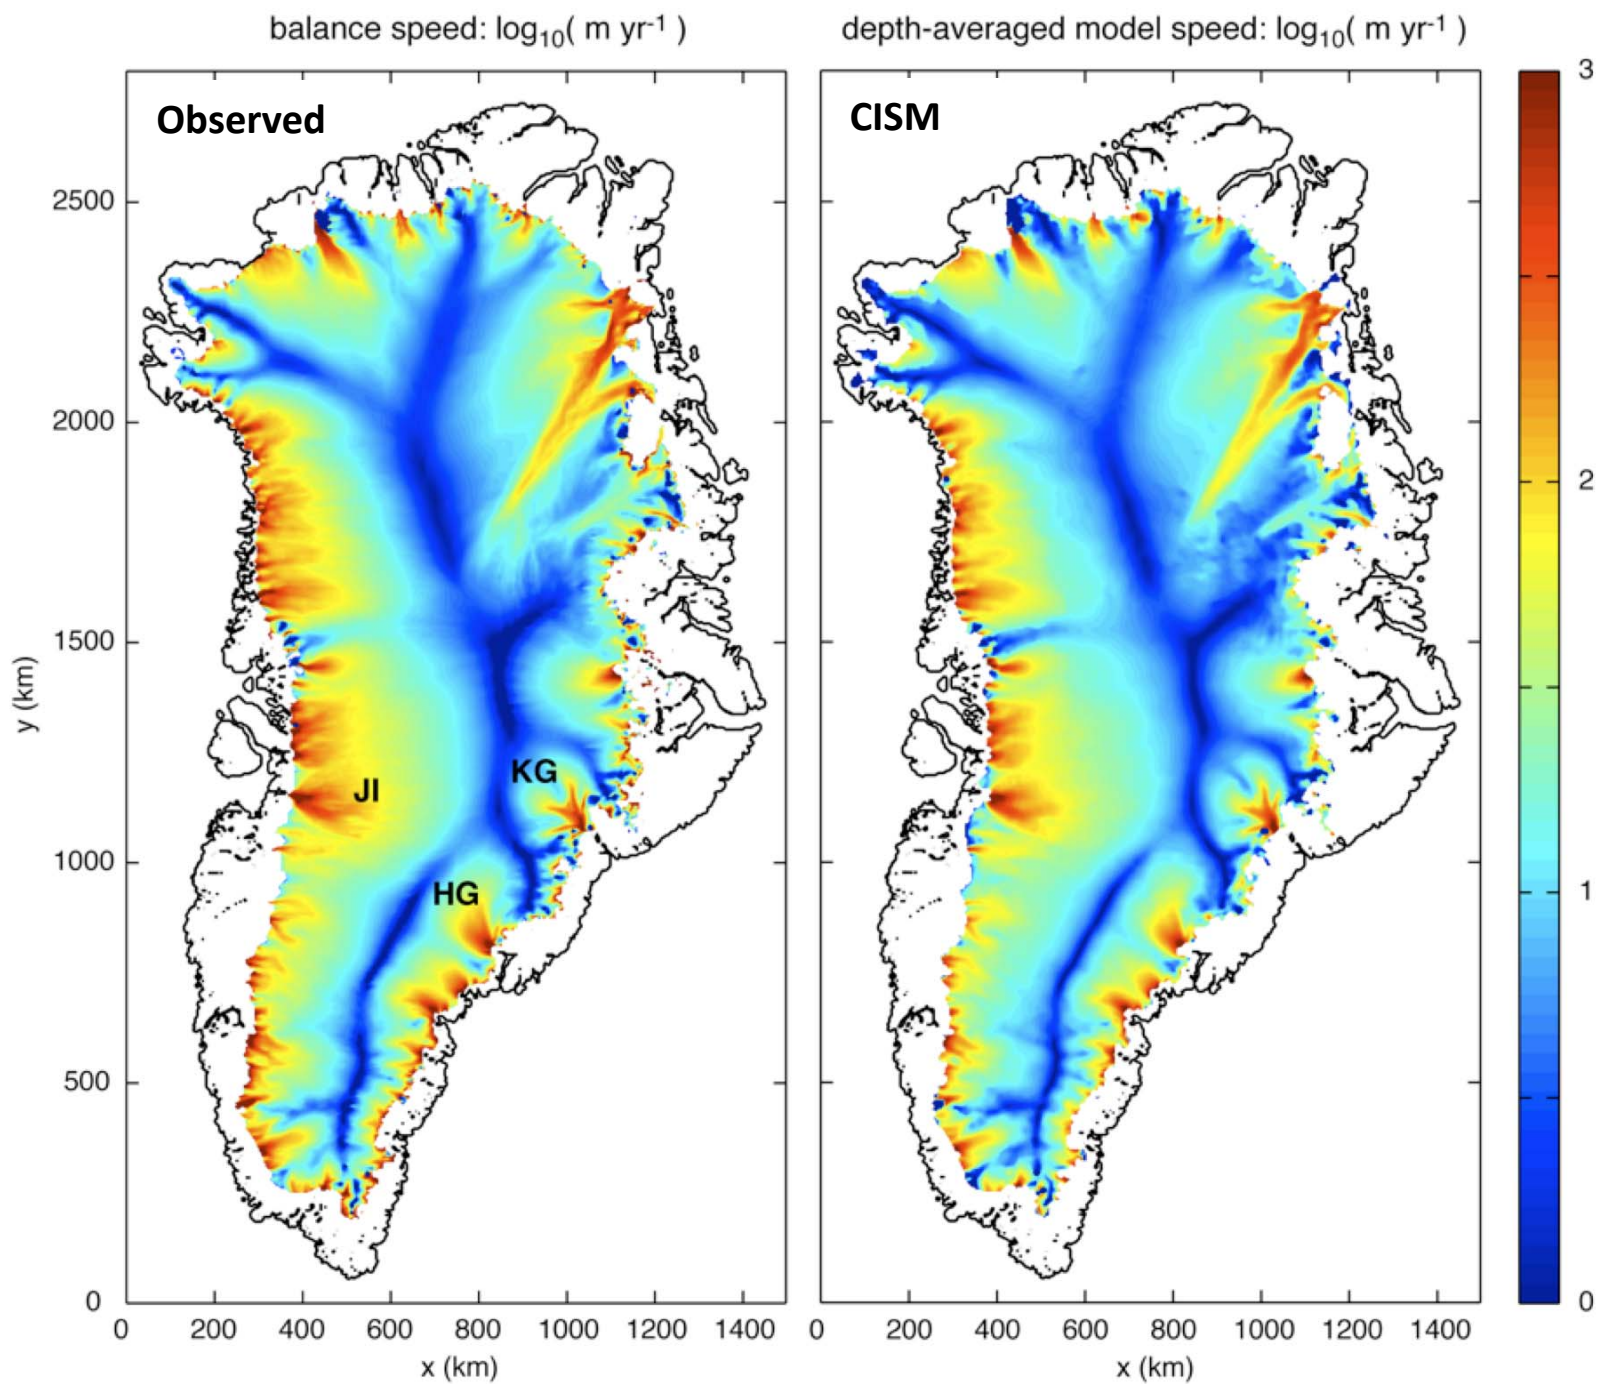 balance speed: log10( m yr-1 )
depth-averaged model speed: log10( m yr-1 )
Observed
CISM
3
2
1
0
2500
2000
1500
1000
500
0
y (km)
JI
KG
HG
0 200 400 600 800 1000 1200 1400
x (km)
0 200 400 600 800 1000 1200 1400
x (km)